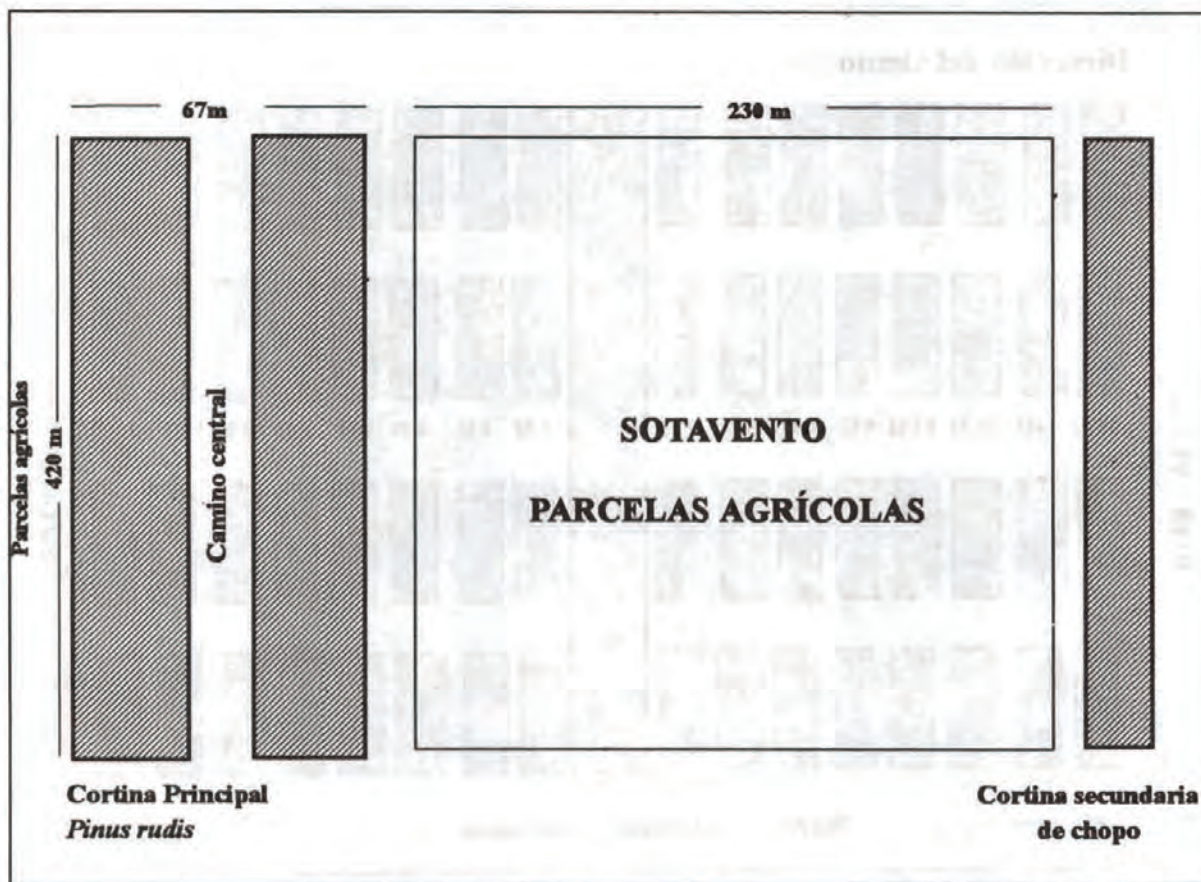 67m
230 m
Parcelas agrícolas
420 m
Camino central
SOTAVENTO
PARCELAS AGRÍCOLAS
Cortina Principal
Pinus rudis
Cortina secundaria
de chopo